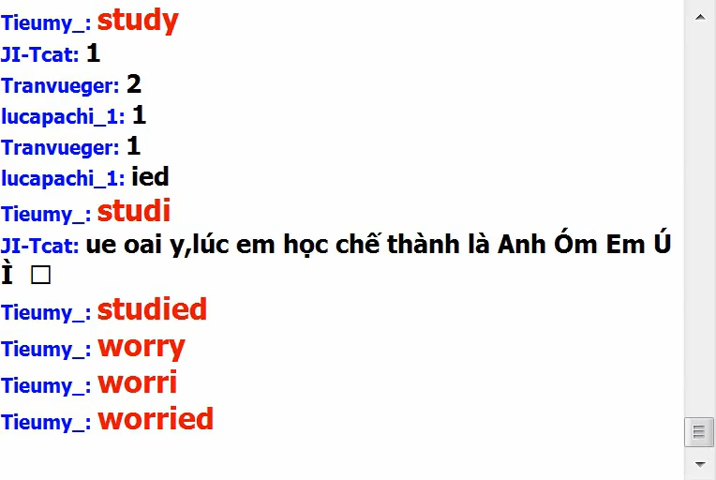 Tieumy_: study
JI-Tcat: 1
Tranvueger: 2
lucapachi_1: 1
Tranvueger: 1
lucapachi_1: ied
Tieumy_: studi
JI-Tcat: ue oai y,lúc em học chế thành là Anh Óm Em Ú
Ì □
Tieumy_: studied
Tieumy_: worry
Tieumy_: worri
Tieumy_: worried